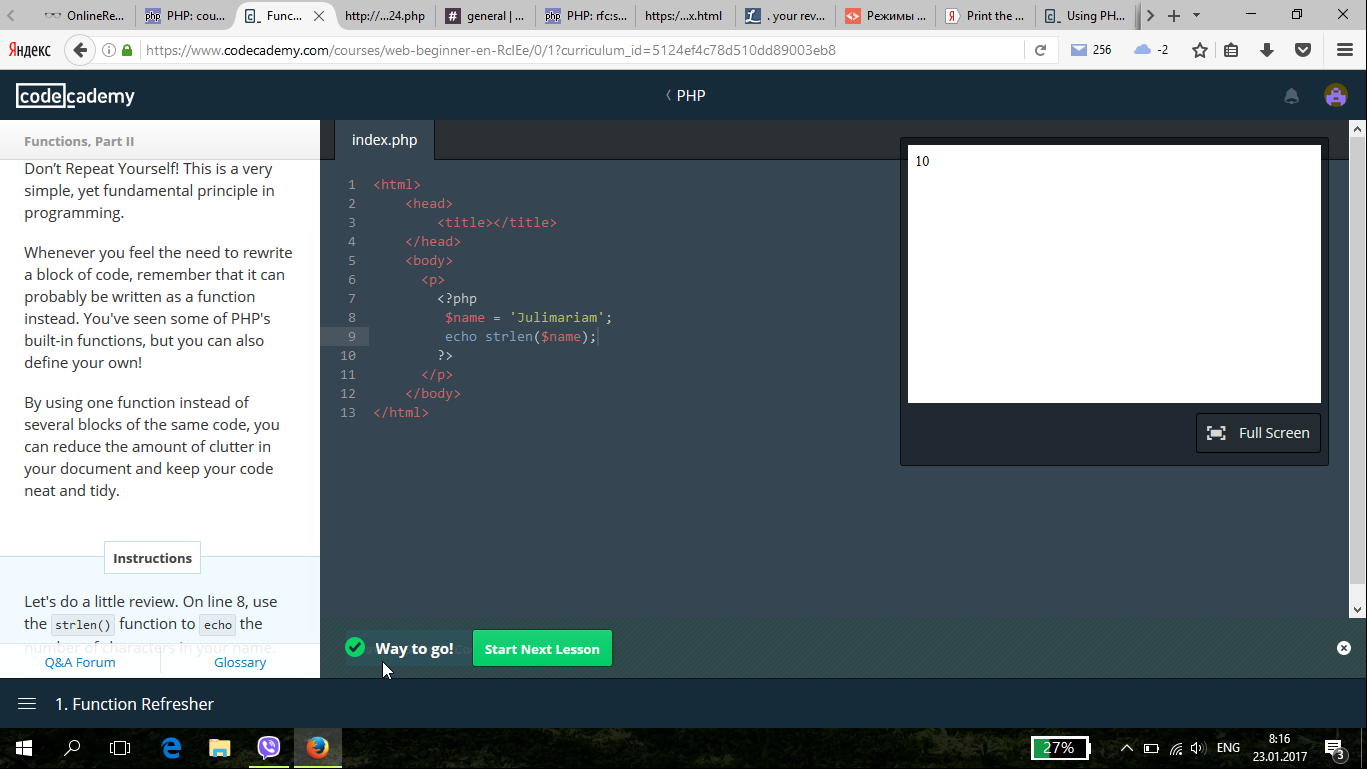 OnlineRe...
php PHP: cou...
Func...
http://...24.php
# general | ...
php PHP: rfc:s...
https:/...x.html
. your rev...
Режимы ...
Я Print the ...
Using PH...
Яндекс
https://www.codecademy.com/courses/web-beginner-en-RclEe/0/1?curriculum_id=5124ef4c78d510dd89003eb8
256
-2
codecademy
PHP
Functions, Part II
Don’t Repeat Yourself! This is a very
simple, yet fundamental principle in
programming.
Whenever you feel the need to rewrite
a block of code, remember that it can
probably be written as a function
instead. You've seen some of PHP's
built-in functions, but you can also
define your own!
By using one function instead of
several blocks of the same code, you
can reduce the amount of clutter in
your document and keep your code
neat and tidy.
Instructions
Let's do a little review. On line 8, use
the strlen() function to echo the
number of characters in your name.
Q&A Forum
Glossary
index.php
1 <html>
2 <head>
3 <title></title>
4 </head>
5 <body>
6 <p>
7 <?php
8 $name = 'Julimariam';
9 echo strlen($name);
10 ?>
11 </p>
12 </body>
13 </html>
10
Full Screen
Way to go!
Start Next Lesson
1. Function Refresher
27%
ENG
8:16
23.01.2017
3